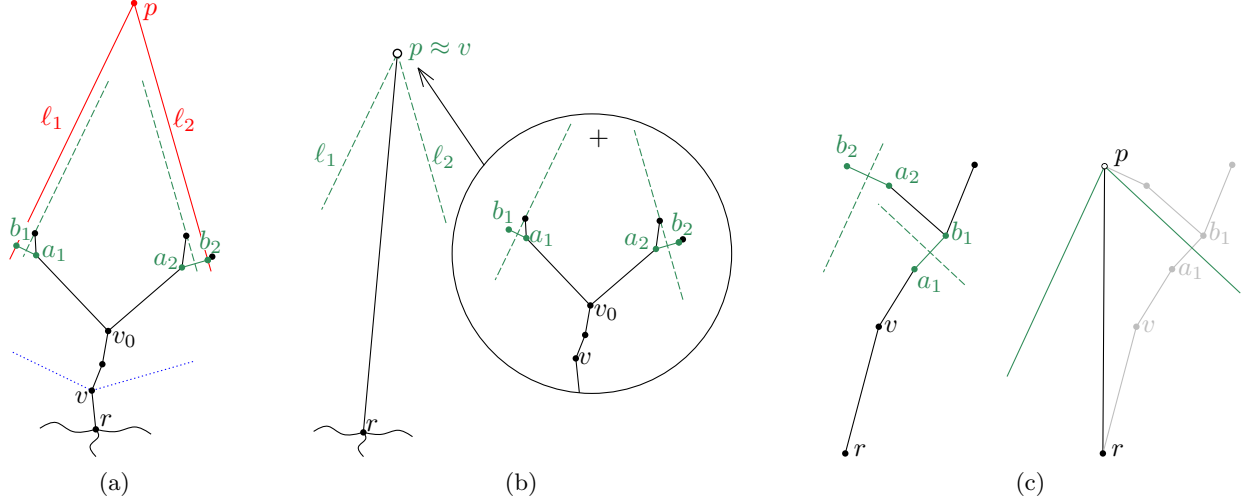 p
ℓ₁
ℓ₂
b₁
a₁
a₂
b₂
v₀
v
r
(a)
p ≈ v
ℓ₁
ℓ₂
+
b₁
a₁
a₂
b₂
v₀
v
r
(b)
b₂
a₂
b₁
a₁
v
r
p
b₁
a₁
v
r
(c)